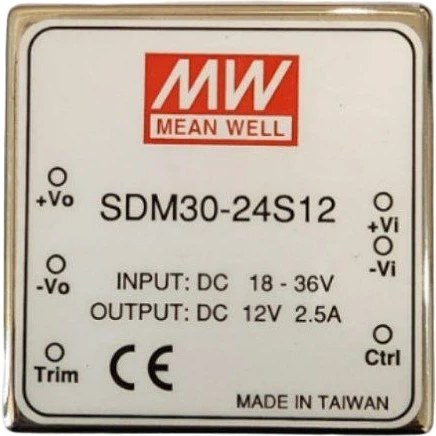 MW
MEAN WELL
+Vo
SDM30-24S12
+Vi
-Vi
-Vo
INPUT: DC 18 - 36V
OUTPUT: DC 12V 2.5A
Ctrl
Trim
CE
MADE IN TAIWAN